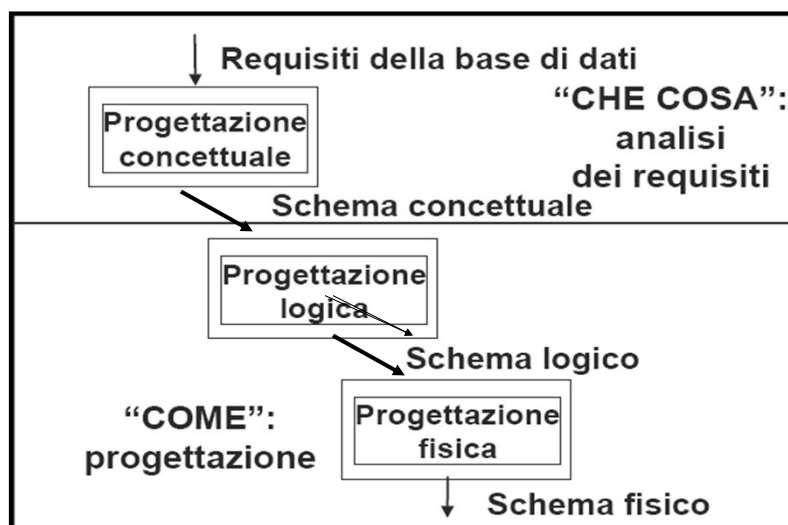 Requisiti della base di dati
Progettazione
concettuale
“CHE COSA”:
analisi
dei requisiti
Schema concettuale
Progettazione
logica
Schema logico
“COME”:
progettazione
Progettazione
fisica
Schema fisico